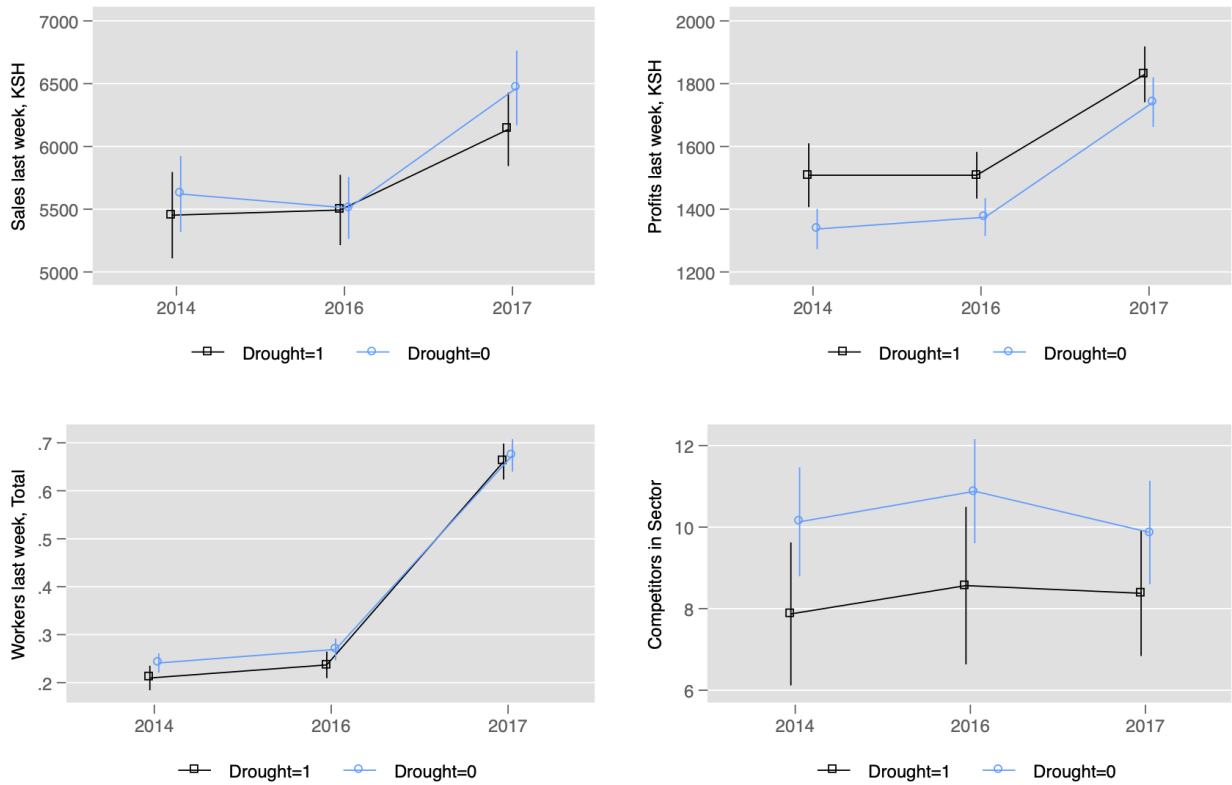 Sales last week, KSH
7000
6500
6000
5500
5000
2014 2016 2017
Drought=1 Drought=0
Profits last week, KSH
2000
1800
1600
1400
1200
2014 2016 2017
Drought=1 Drought=0
Workers last week, Total
.7
.6
.5
.4
.3
.2
2014 2016 2017
Drought=1 Drought=0
Competitors in Sector
12
10
8
6
2014 2016 2017
Drought=1 Drought=0